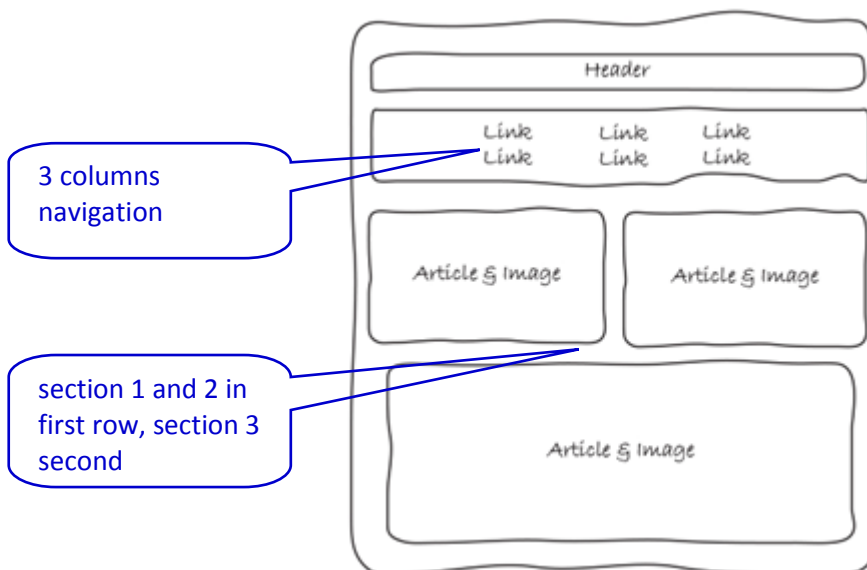 Header
Link Link Link
Link Link Link
3 columns
navigation
Article & Image Article & Image
section 1 and 2 in
first row, section 3
second
Article & Image